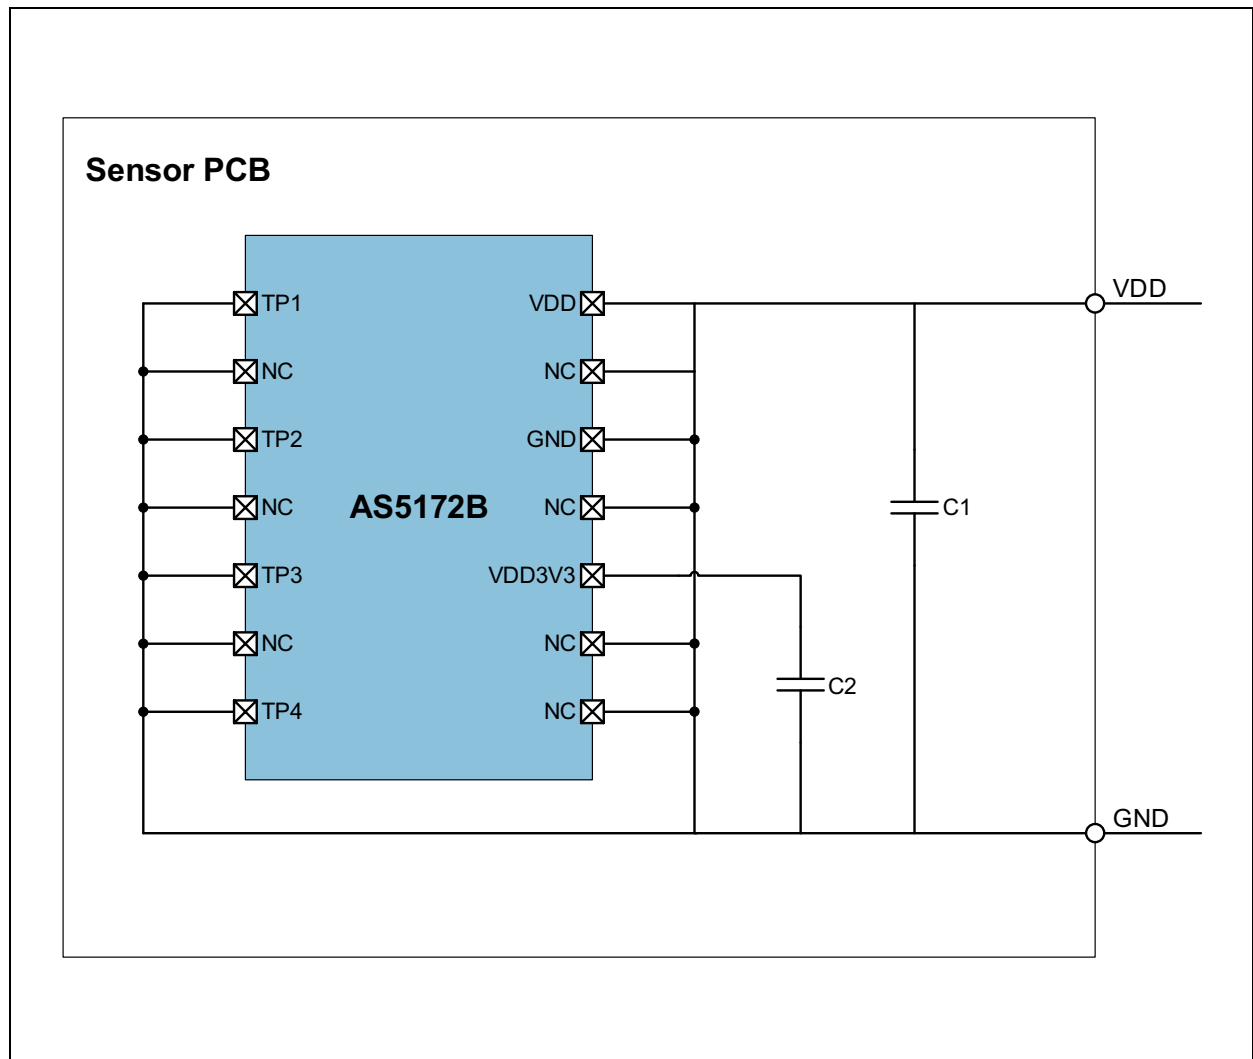 Sensor PCB
VDD
TP1 VDD
NC NC
TP2 GND
NC AS5172B NC C1
TP3 VDD3V3
NC NC
C2
TP4 NC
GND